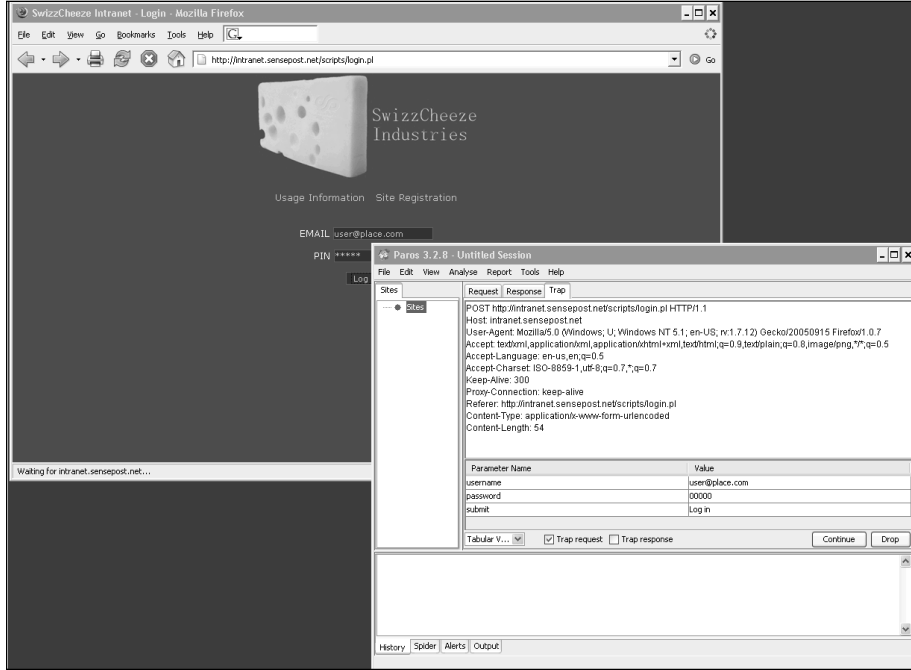 SwizzCheeze Intranet - Login - Mozilla Firefox
File Edit View Go Bookmarks Tools Help
http://intranet.sensepost.net/scripts/login.pl
Go
SwizzCheeze
Industries
Usage Information Site Registration
EMAIL user@place.com
PIN *****
Log
Waiting for intranet.sensepost.net...
Paros 3.2.8 - Untitled Session
File Edit View Analyse Report Tools Help
Sites
Request Response Trap
Sites
POST http://intranet.sensepost.net/scripts/login.pl HTTP/1.1
Host: intranet.sensepost.net
User-Agent: Mozilla/5.0 (Windows; U; Windows NT 5.1; en-US; rv:1.7.12) Gecko/20050915 Firefox/1.0.7
Accept: text/xml,application/xml,application/xhtml+xml,text/html;q=0.9,text/plain;q=0.8,image/png,*/*;q=0.5
Accept-Language: en-us,en;q=0.5
Accept-Charset: ISO-8859-1,utf-8;q=0.7,*;q=0.7
Keep-Alive: 300
Proxy-Connection: keep-alive
Referer: http://intranet.sensepost.net/scripts/login.pl
Content-Type: application/x-www-form-urlencoded
Content-Length: 54
Parameter Name Value
username user@place.com
password 00000
submit Log in
Tabular V... Trap request Trap response Continue Drop
History Spider Alerts Output